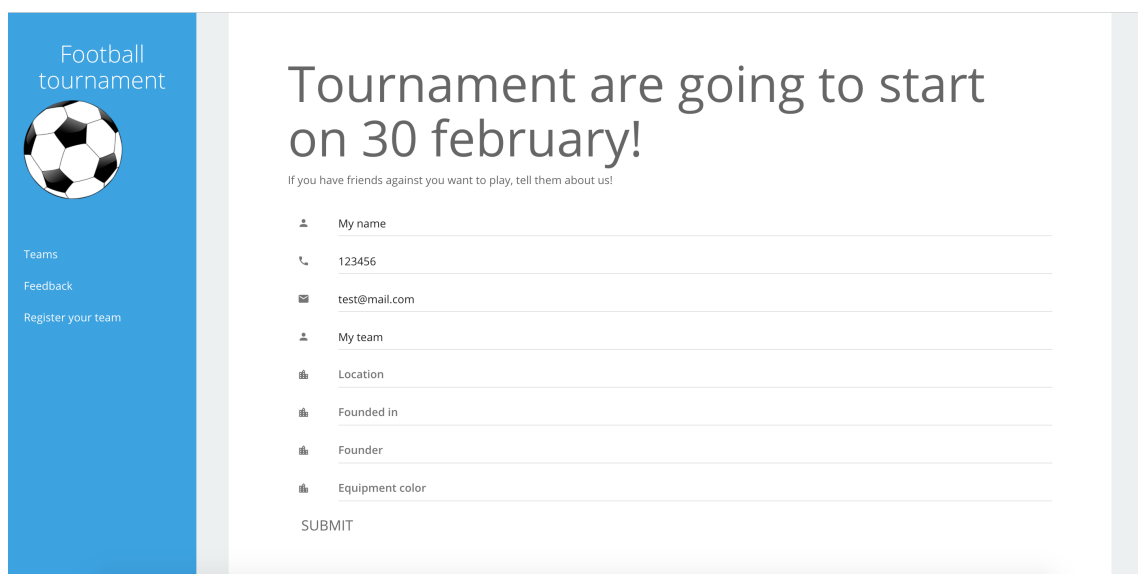 Football
tournament
Teams
Feedback
Register your team
Tournament are going to start
on 30 february!
If you have friends against you want to play, tell them about us!
My name
123456
test@mail.com
My team
Location
Founded in
Founder
Equipment color
SUBMIT